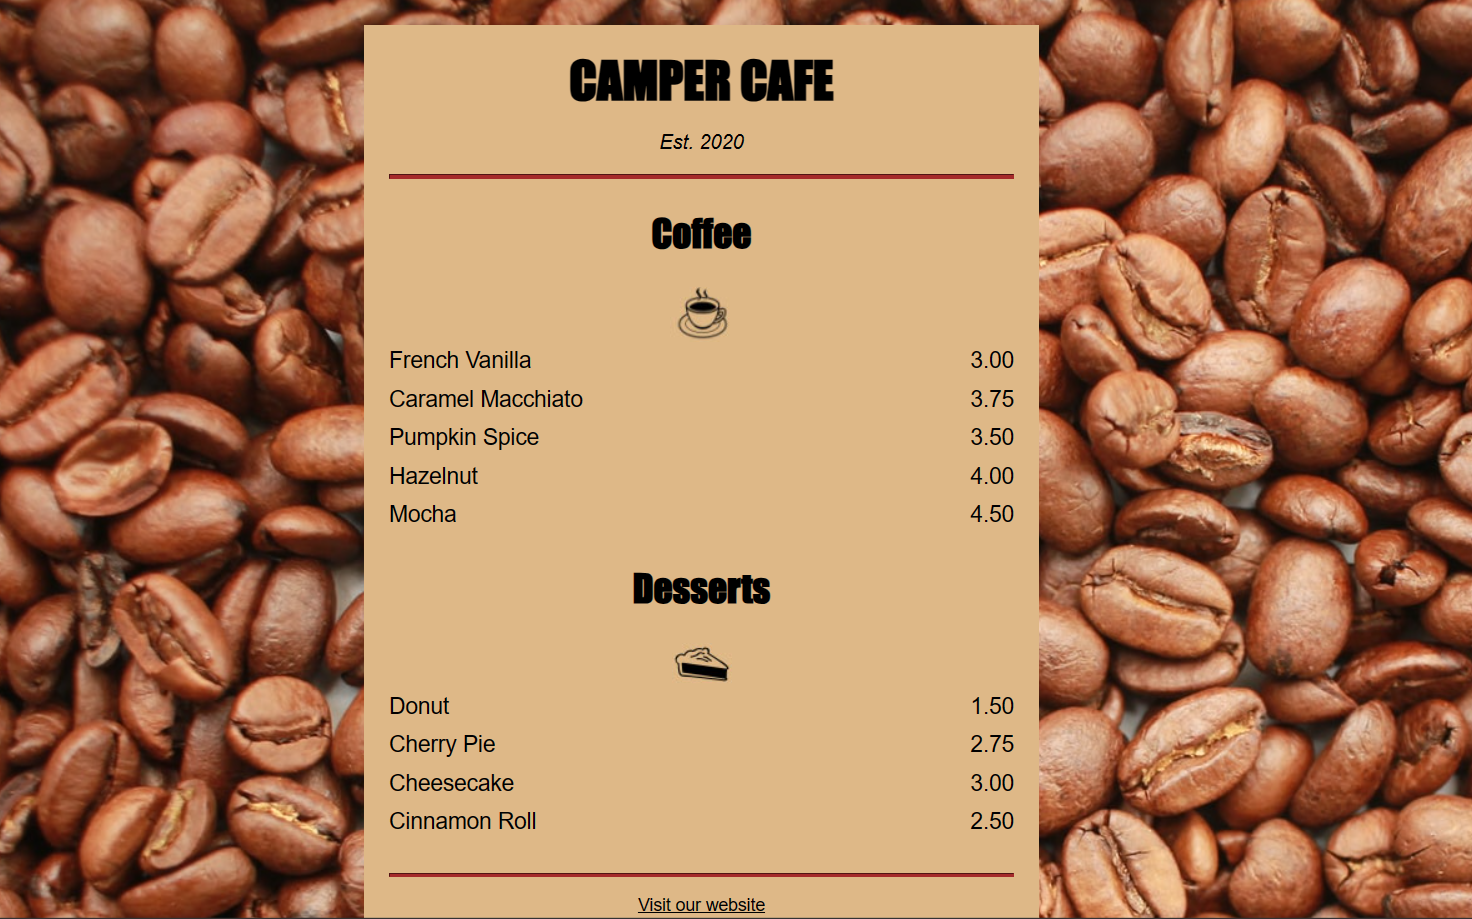 CAMPER CAFE
Est. 2020
Coffee
French Vanilla 3.00
Caramel Macchiato 3.75
Pumpkin Spice 3.50
Hazelnut 4.00
Mocha 4.50
Desserts
Donut 1.50
Cherry Pie 2.75
Cheesecake 3.00
Cinnamon Roll 2.50
Visit our website